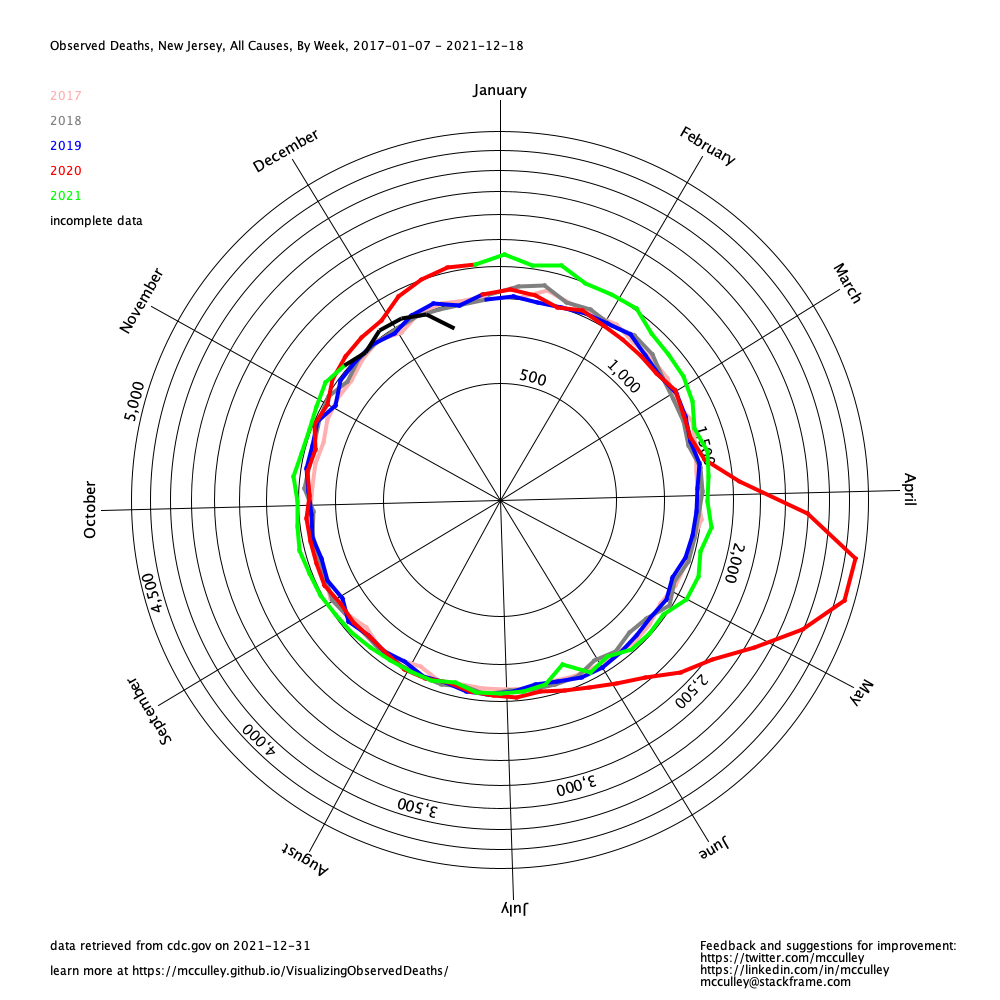 Observed Deaths, New Jersey, All Causes, By Week, 2017-01-07 - 2021-12-18
2017
2018
2019
2020
2021
incomplete data
January
February
March
April
May
June
July
August
September
October
November
December
500
1,000
1,500
2,000
2,500
3,000
3,500
4,000
4,500
5,000
data retrieved from cdc.gov on 2021-12-31
learn more at https://mcculley.github.io/VisualizingObservedDeaths/
Feedback and suggestions for improvement:
https://twitter.com/mcculley
https://linkedin.com/in/mcculley
mcculley@stackframe.com